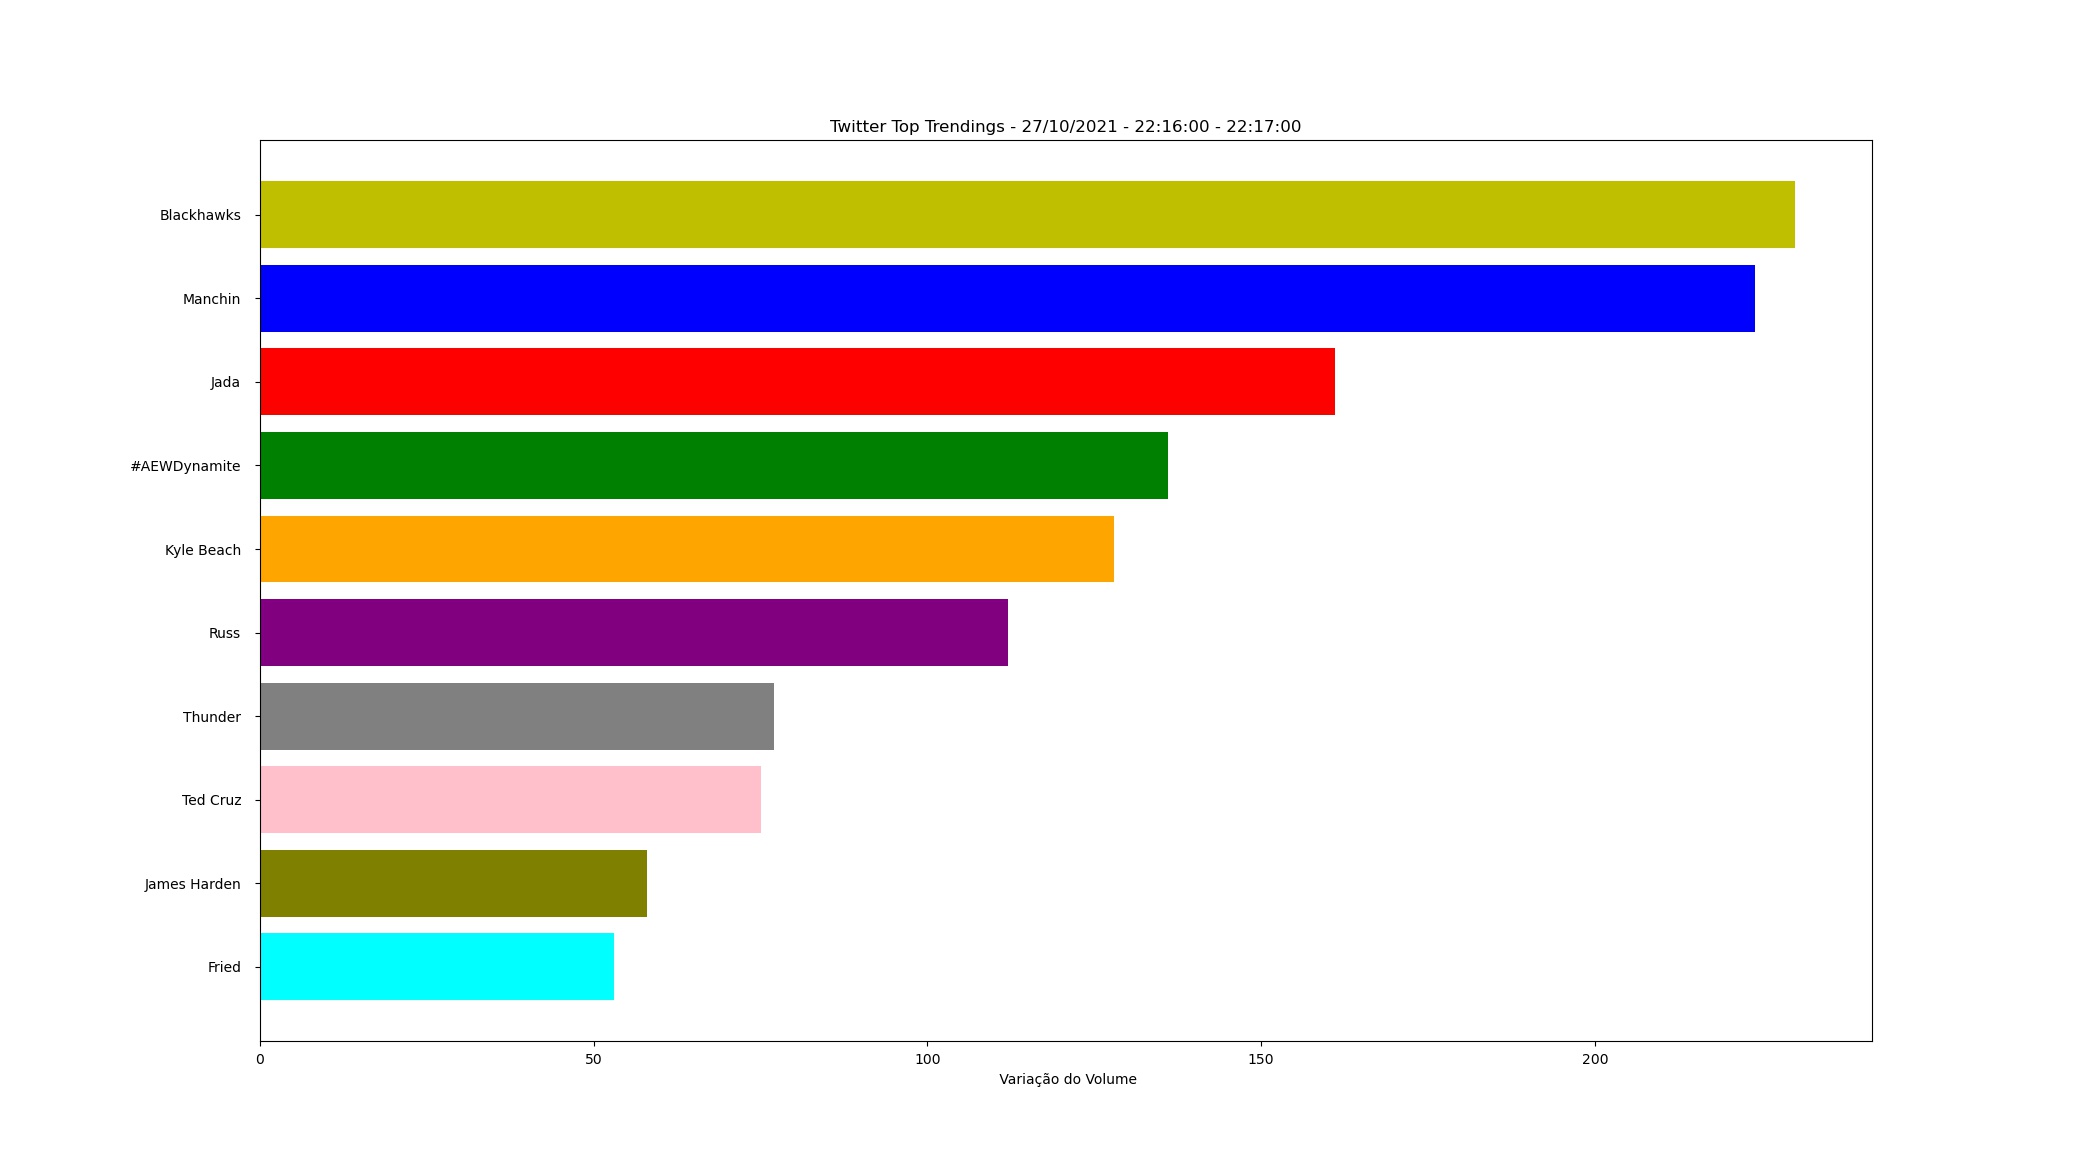 Twitter Top Trendings - 27/10/2021 - 22:16:00 - 22:17:00
Blackhawks
Manchin
Jada
#AEWDynamite
Kyle Beach
Russ
Thunder
Ted Cruz
James Harden
Fried
0 50 100 150 200
Variação do Volume